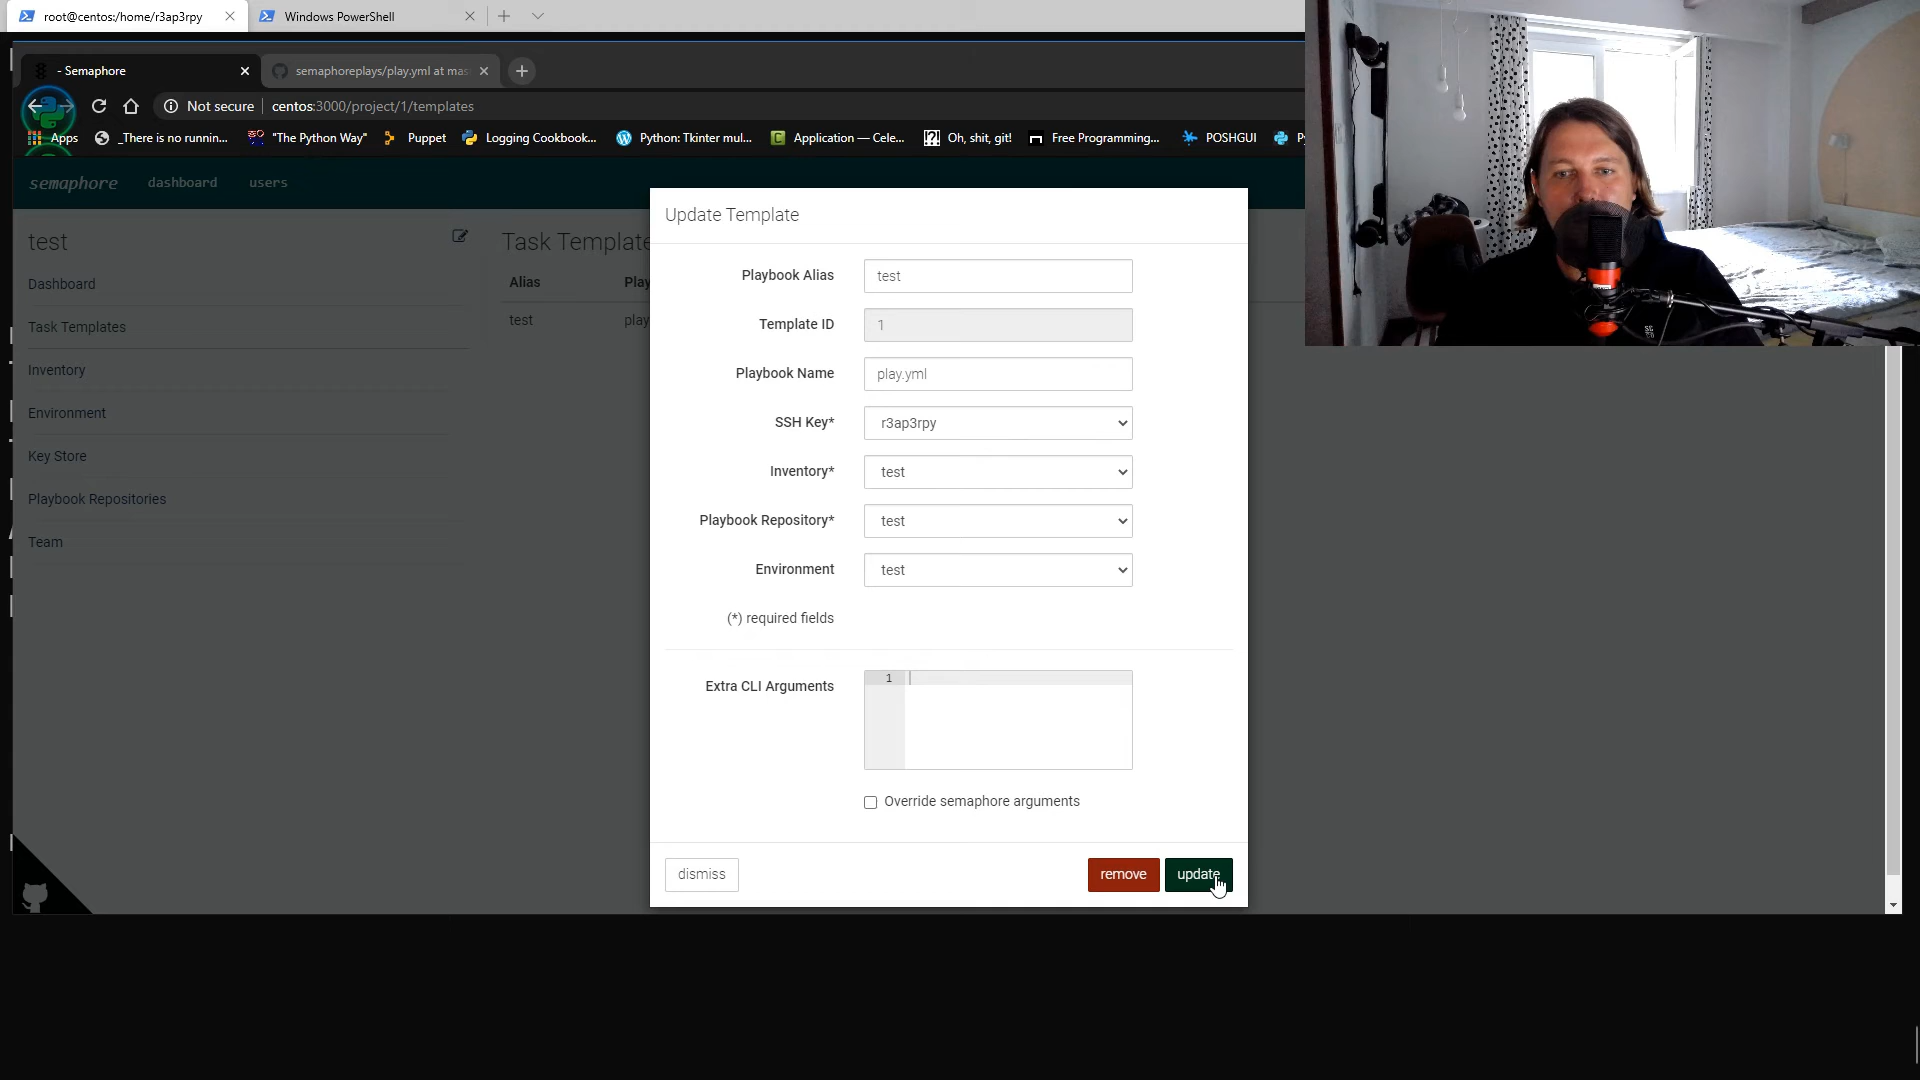 root@centos:/home/r3ap3rpy
Windows PowerShell
- Semaphore
semaphoreplays/play.yml at mas
Not secure
centos:3000/project/1/templates
Apps
_There is no runnin...
"The Python Way"
Puppet
Logging Cookbook...
Python: Tkinter mul...
Application — Cele...
Oh, shit, git!
Free Programming...
POSHGUI
semaphore
dashboard
users
test
Dashboard
Task Templates
Inventory
Environment
Key Store
Playbook Repositories
Team
Task Template
Alias
Play
test
play
Update Template
Playbook Alias
test
Template ID
1
Playbook Name
play.yml
SSH Key*
r3ap3rpy
Inventory*
test
Playbook Repository*
test
Environment
test
(*) required fields
Extra CLI Arguments
1
Override semaphore arguments
dismiss
remove
update